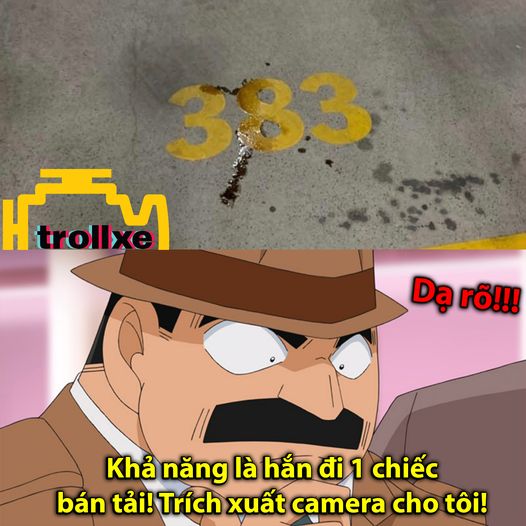 383
trollxe
Dạ rõ!!!
Khả năng là hắn đi 1 chiếc
bán tải! Trích xuất camera cho tôi!